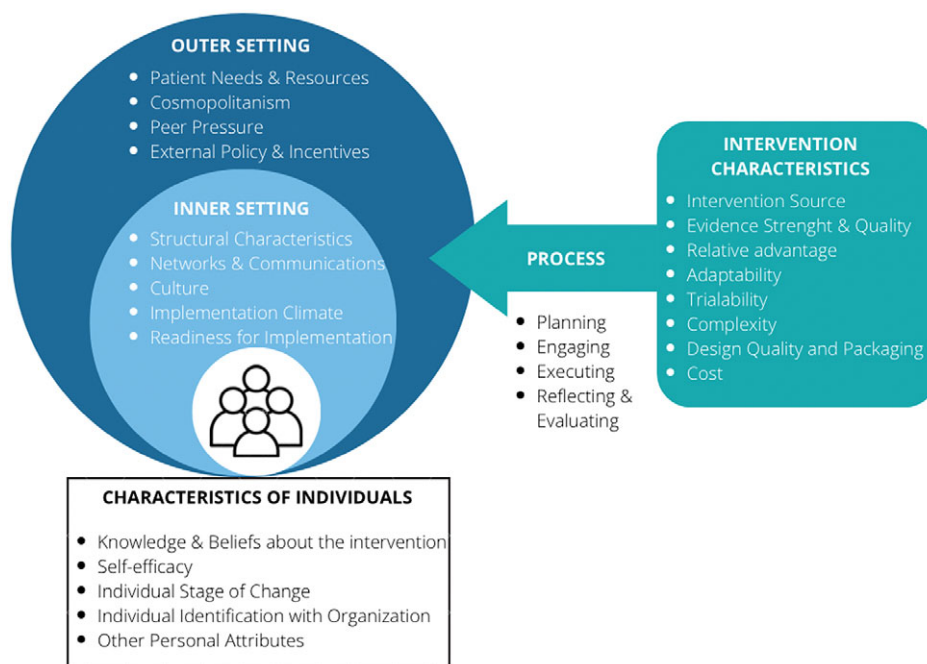 OUTER SETTING
• Patient Needs & Resources
• Cosmopolitanism
• Peer Pressure
• External Policy & Incentives
INNER SETTING
• Structural Characteristics
• Networks & Communications
• Culture
• Implementation Climate
• Readiness for Implementation
CHARACTERISTICS OF INDIVIDUALS
• Knowledge & Beliefs about the intervention
• Self-efficacy
• Individual Stage of Change
• Individual Identification with Organization
• Other Personal Attributes
PROCESS
• Planning
• Engaging
• Executing
• Reflecting &
Evaluating
INTERVENTION
CHARACTERISTICS
• Intervention Source
• Evidence Strenght & Quality
• Relative advantage
• Adaptability
• Trialability
• Complexity
• Design Quality and Packaging
• Cost